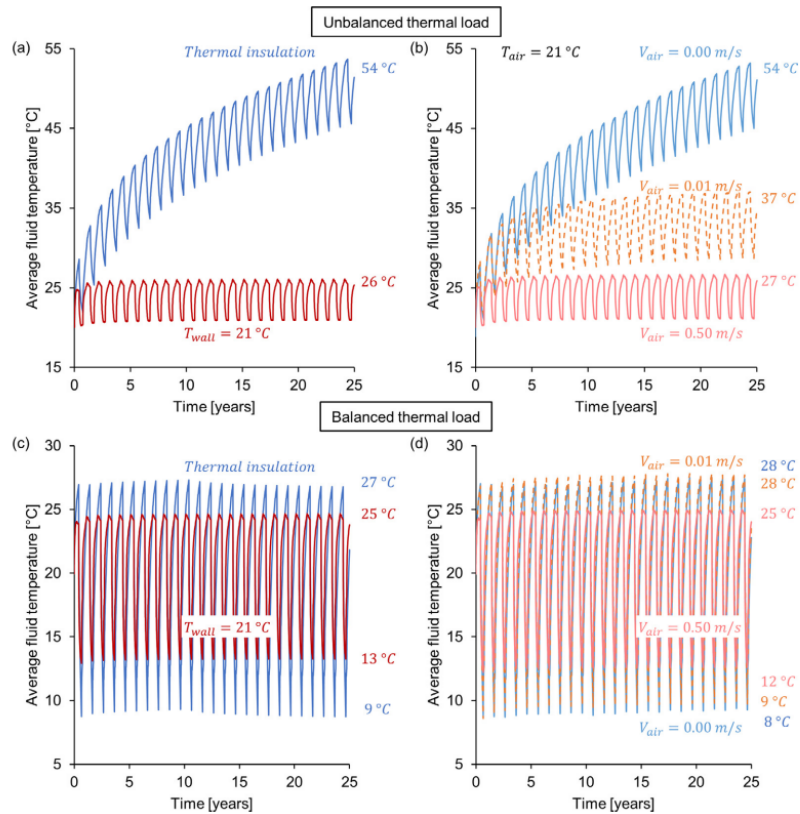 Unbalanced thermal load
(a)
Average fluid temperature [°C]
55
45
35
25
15
Thermal insulation
54 °C
26 °C
T_wall = 21 °C
0 5 10 15 20 25
Time [years]
(b)
Average fluid temperature [°C]
55
45
35
25
15
T_air = 21 °C
V_air = 0.00 m/s
54 °C
V_air = 0.01 m/s
37 °C
27 °C
V_air = 0.50 m/s
0 5 10 15 20 25
Time [years]
Balanced thermal load
(c)
Average fluid temperature [°C]
30
25
20
15
10
5
Thermal insulation
27 °C
25 °C
T_wall = 21 °C
13 °C
9 °C
0 5 10 15 20 25
Time [years]
(d)
Average fluid temperature [°C]
30
25
20
15
10
5
V_air = 0.01 m/s
28 °C
28 °C
25 °C
V_air = 0.50 m/s
12 °C
9 °C
8 °C
V_air = 0.00 m/s
0 5 10 15 20 25
Time [years]